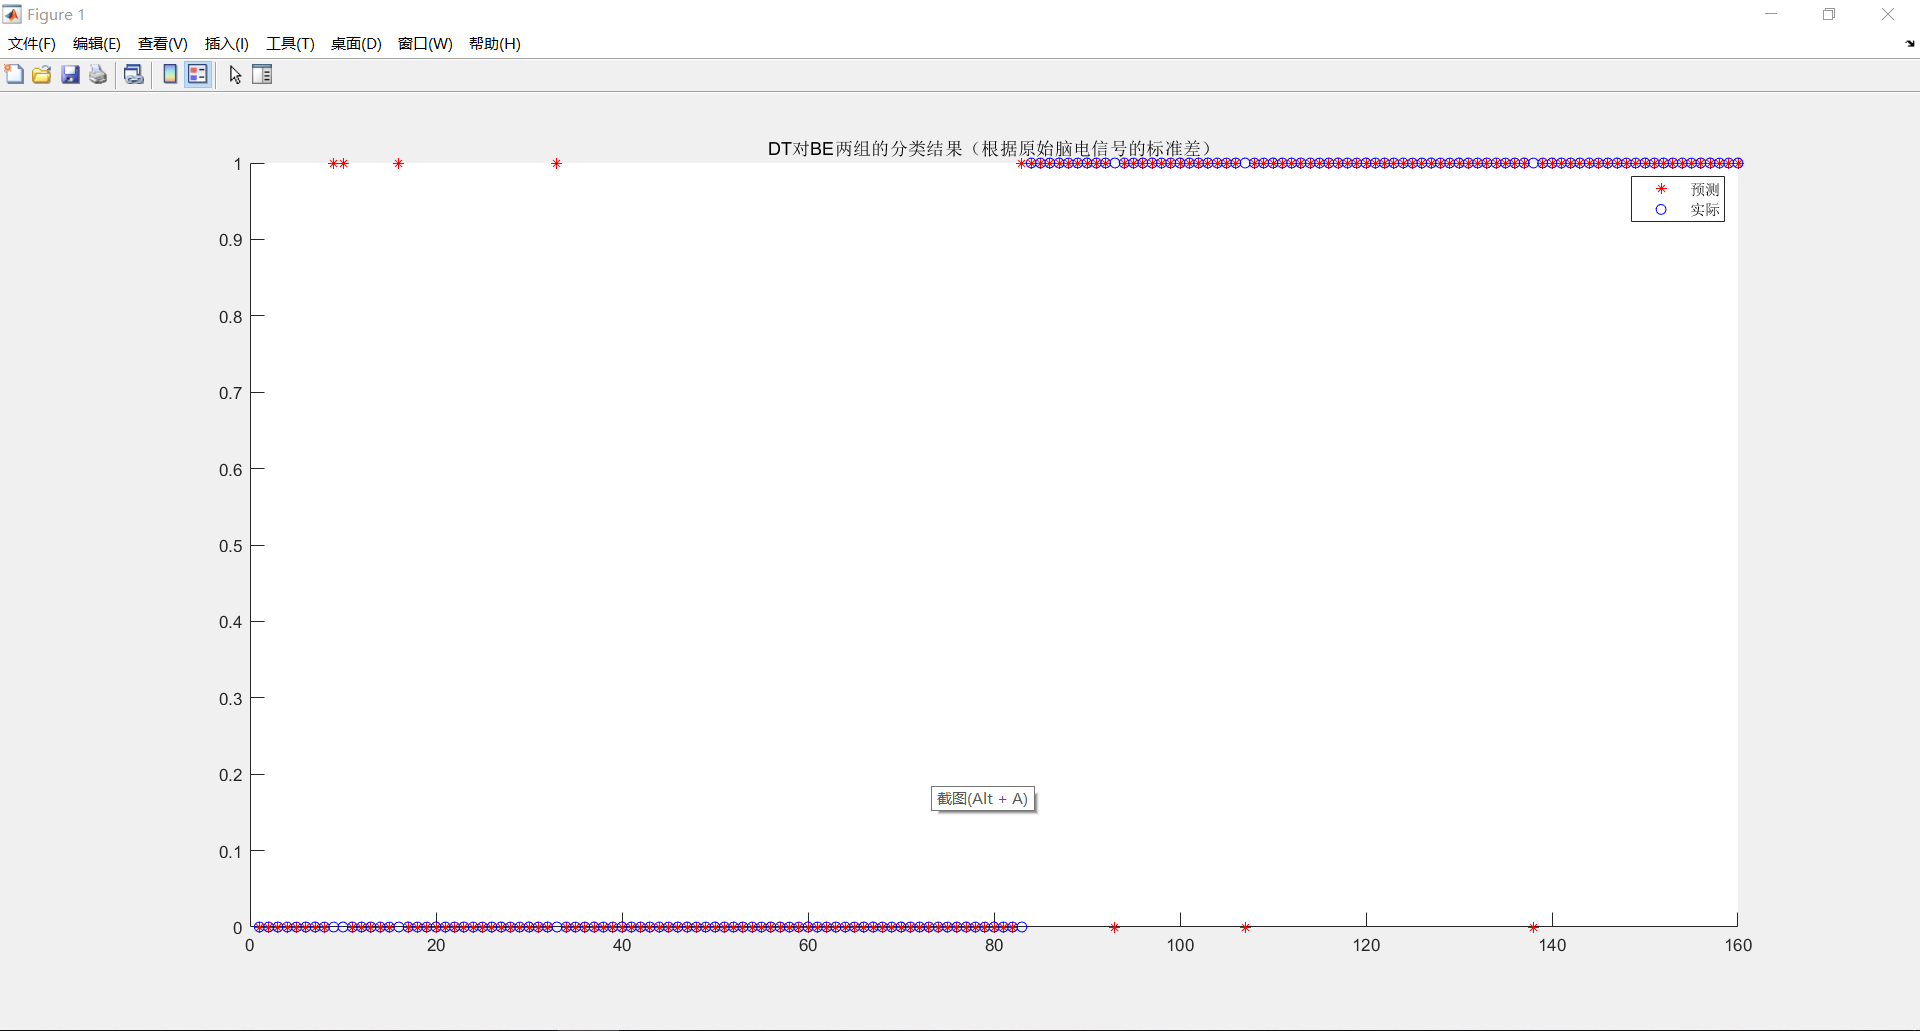 Figure 1
文件(F) 编辑(E) 查看(V) 插入(I) 工具(T) 桌面(D) 窗口(W) 帮助(H)
DT对BE两组的分类结果（根据原始脑电信号的标准差）
预测
实际
1
0.9
0.8
0.7
0.6
0.5
0.4
0.3
0.2
0.1
0
截图(Alt + A)
0 20 40 60 80 100 120 140 160